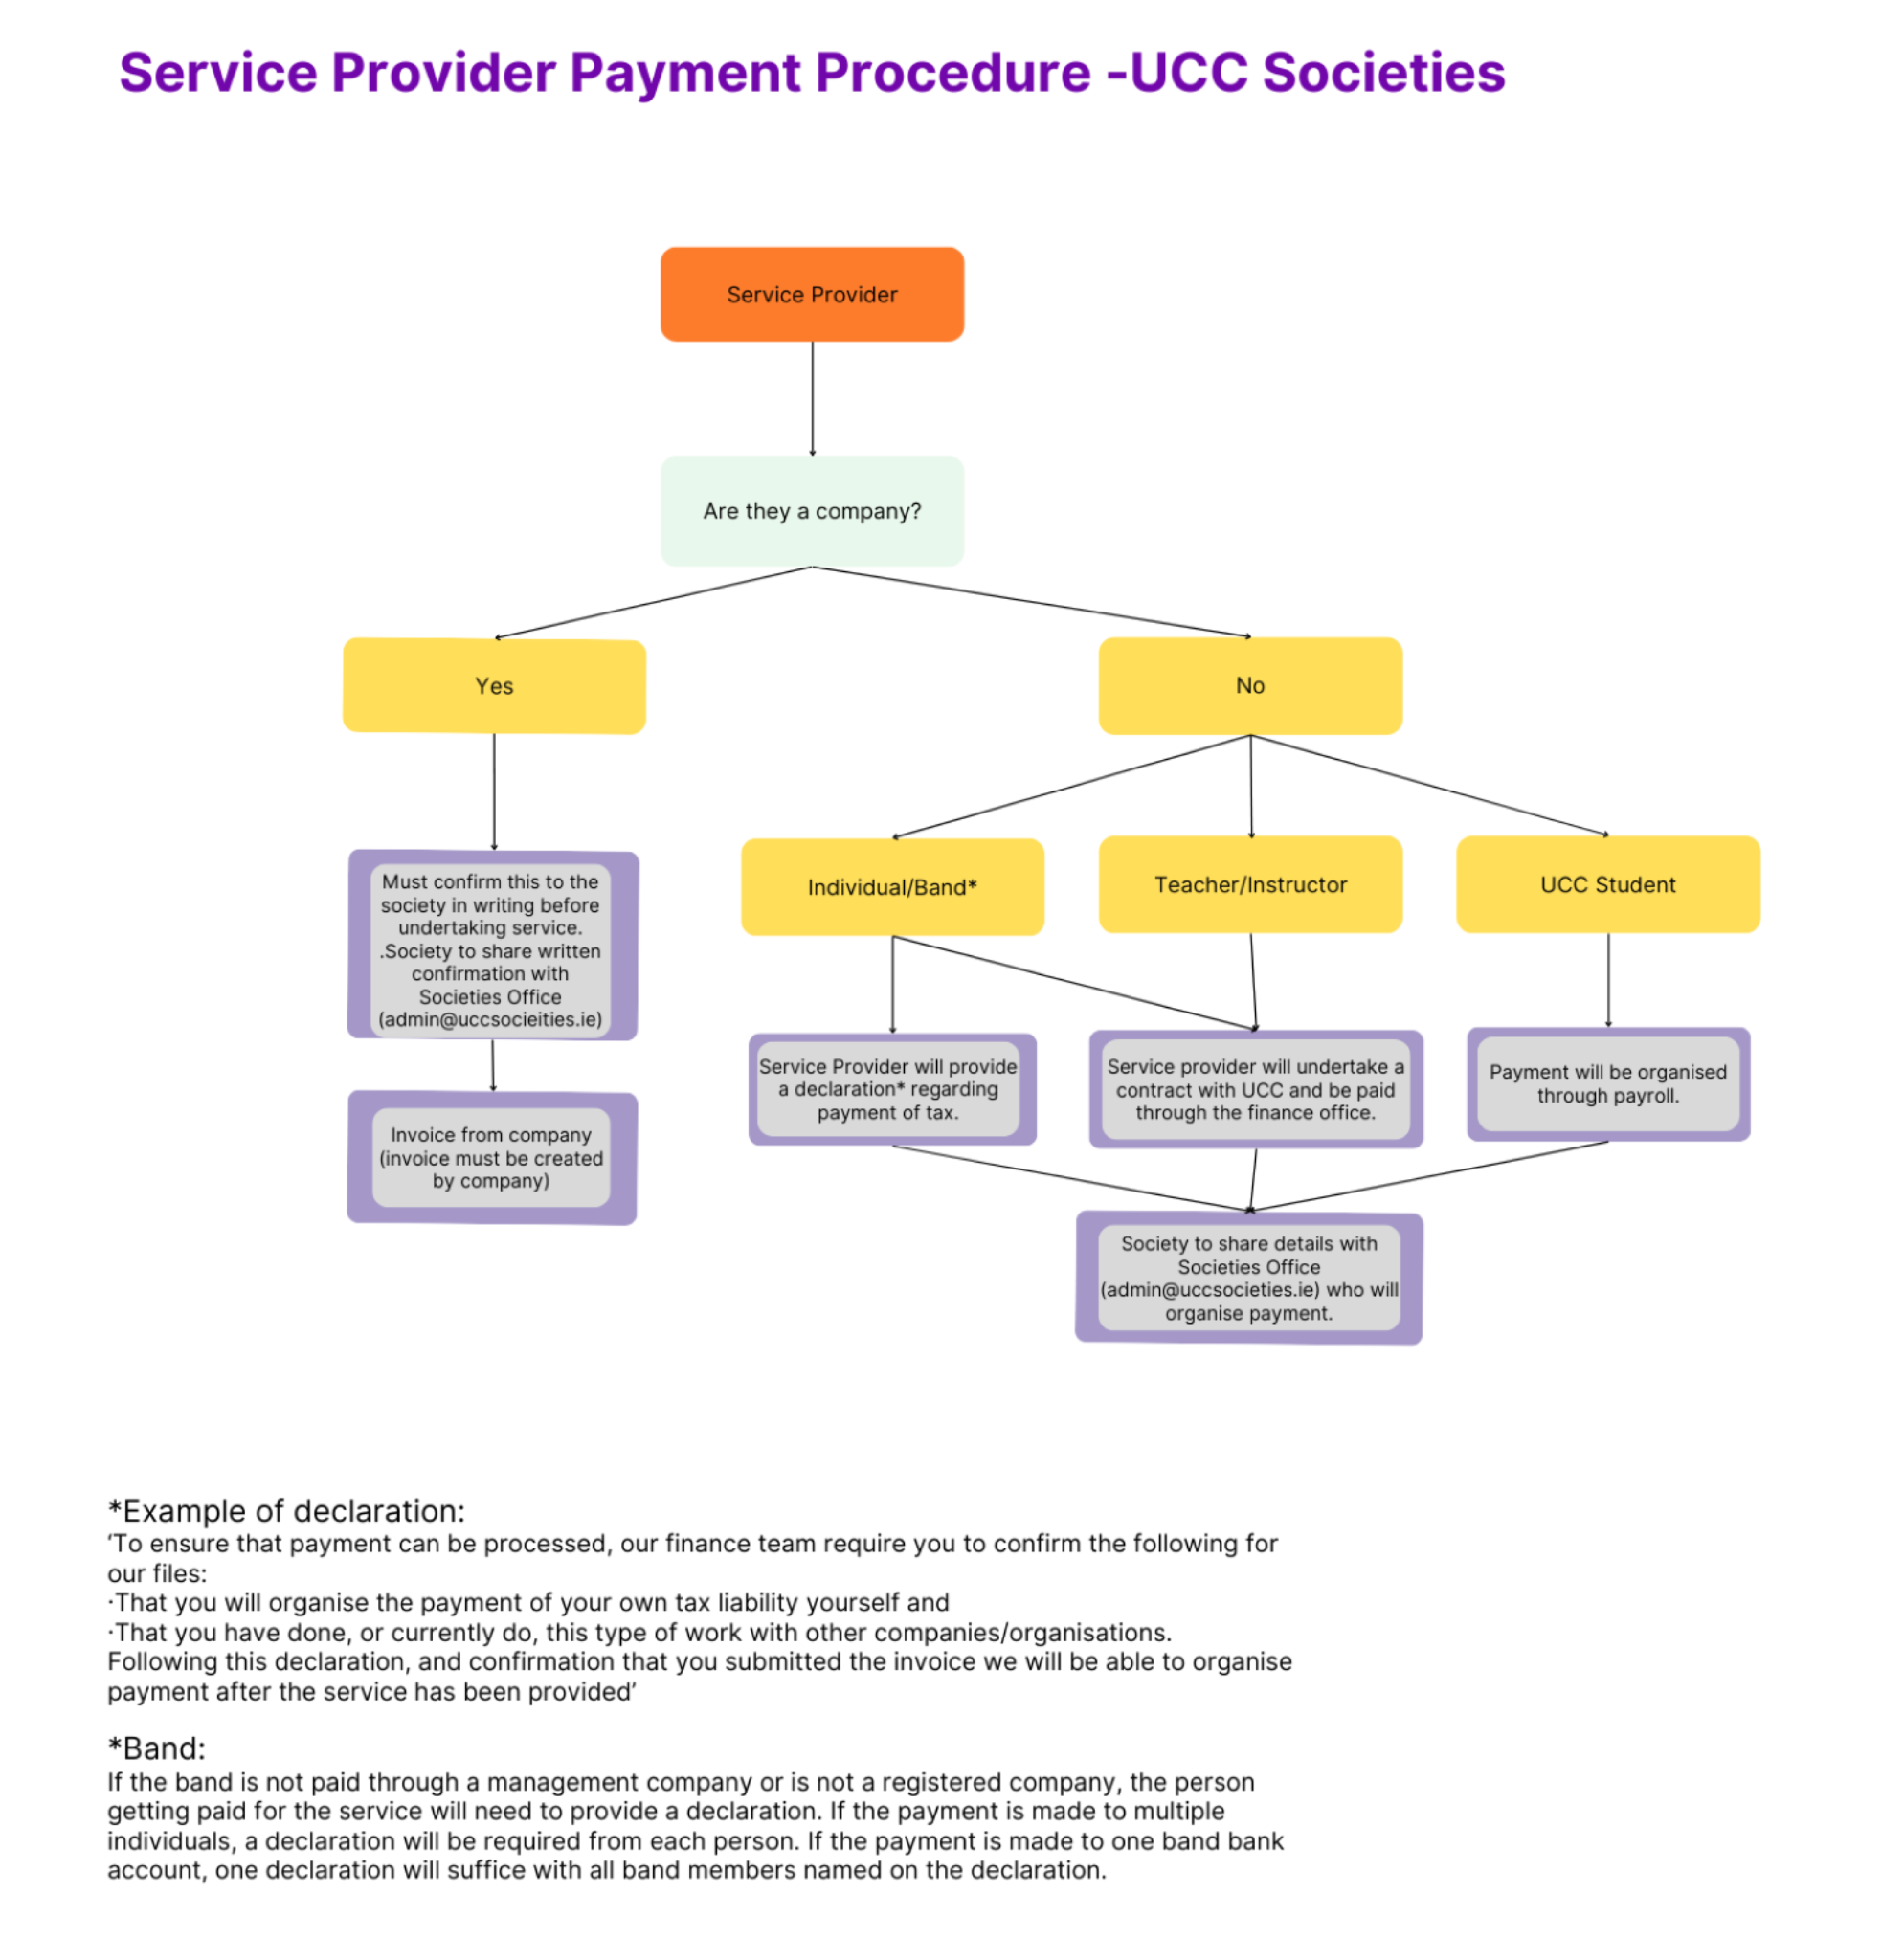 Service Provider Payment Procedure -UCC Societies
Service Provider
Are they a company?
Yes
No
Individual/Band*
Teacher/Instructor
UCC Student
Must confirm this to the
society in writing before
undertaking service.
.Society to share written
confirmation with
Societies Office
(admin@uccsocieities.ie)
Service Provider will provide
a declaration* regarding
payment of tax.
Service provider will undertake a
contract with UCC and be paid
through the finance office.
Payment will be organised
through payroll.
Invoice from company
(invoice must be created
by company)
Society to share details with
Societies Office
(admin@uccsocieties.ie) who will
organise payment.
*Example of declaration:
‘To ensure that payment can be processed, our finance team require you to confirm the following for
our files:
·That you will organise the payment of your own tax liability yourself and
·That you have done, or currently do, this type of work with other companies/organisations.
Following this declaration, and confirmation that you submitted the invoice we will be able to organise
payment after the service has been provided’
*Band:
If the band is not paid through a management company or is not a registered company, the person
getting paid for the service will need to provide a declaration. If the payment is made to multiple
individuals, a declaration will be required from each person. If the payment is made to one band bank
account, one declaration will suffice with all band members named on the declaration.